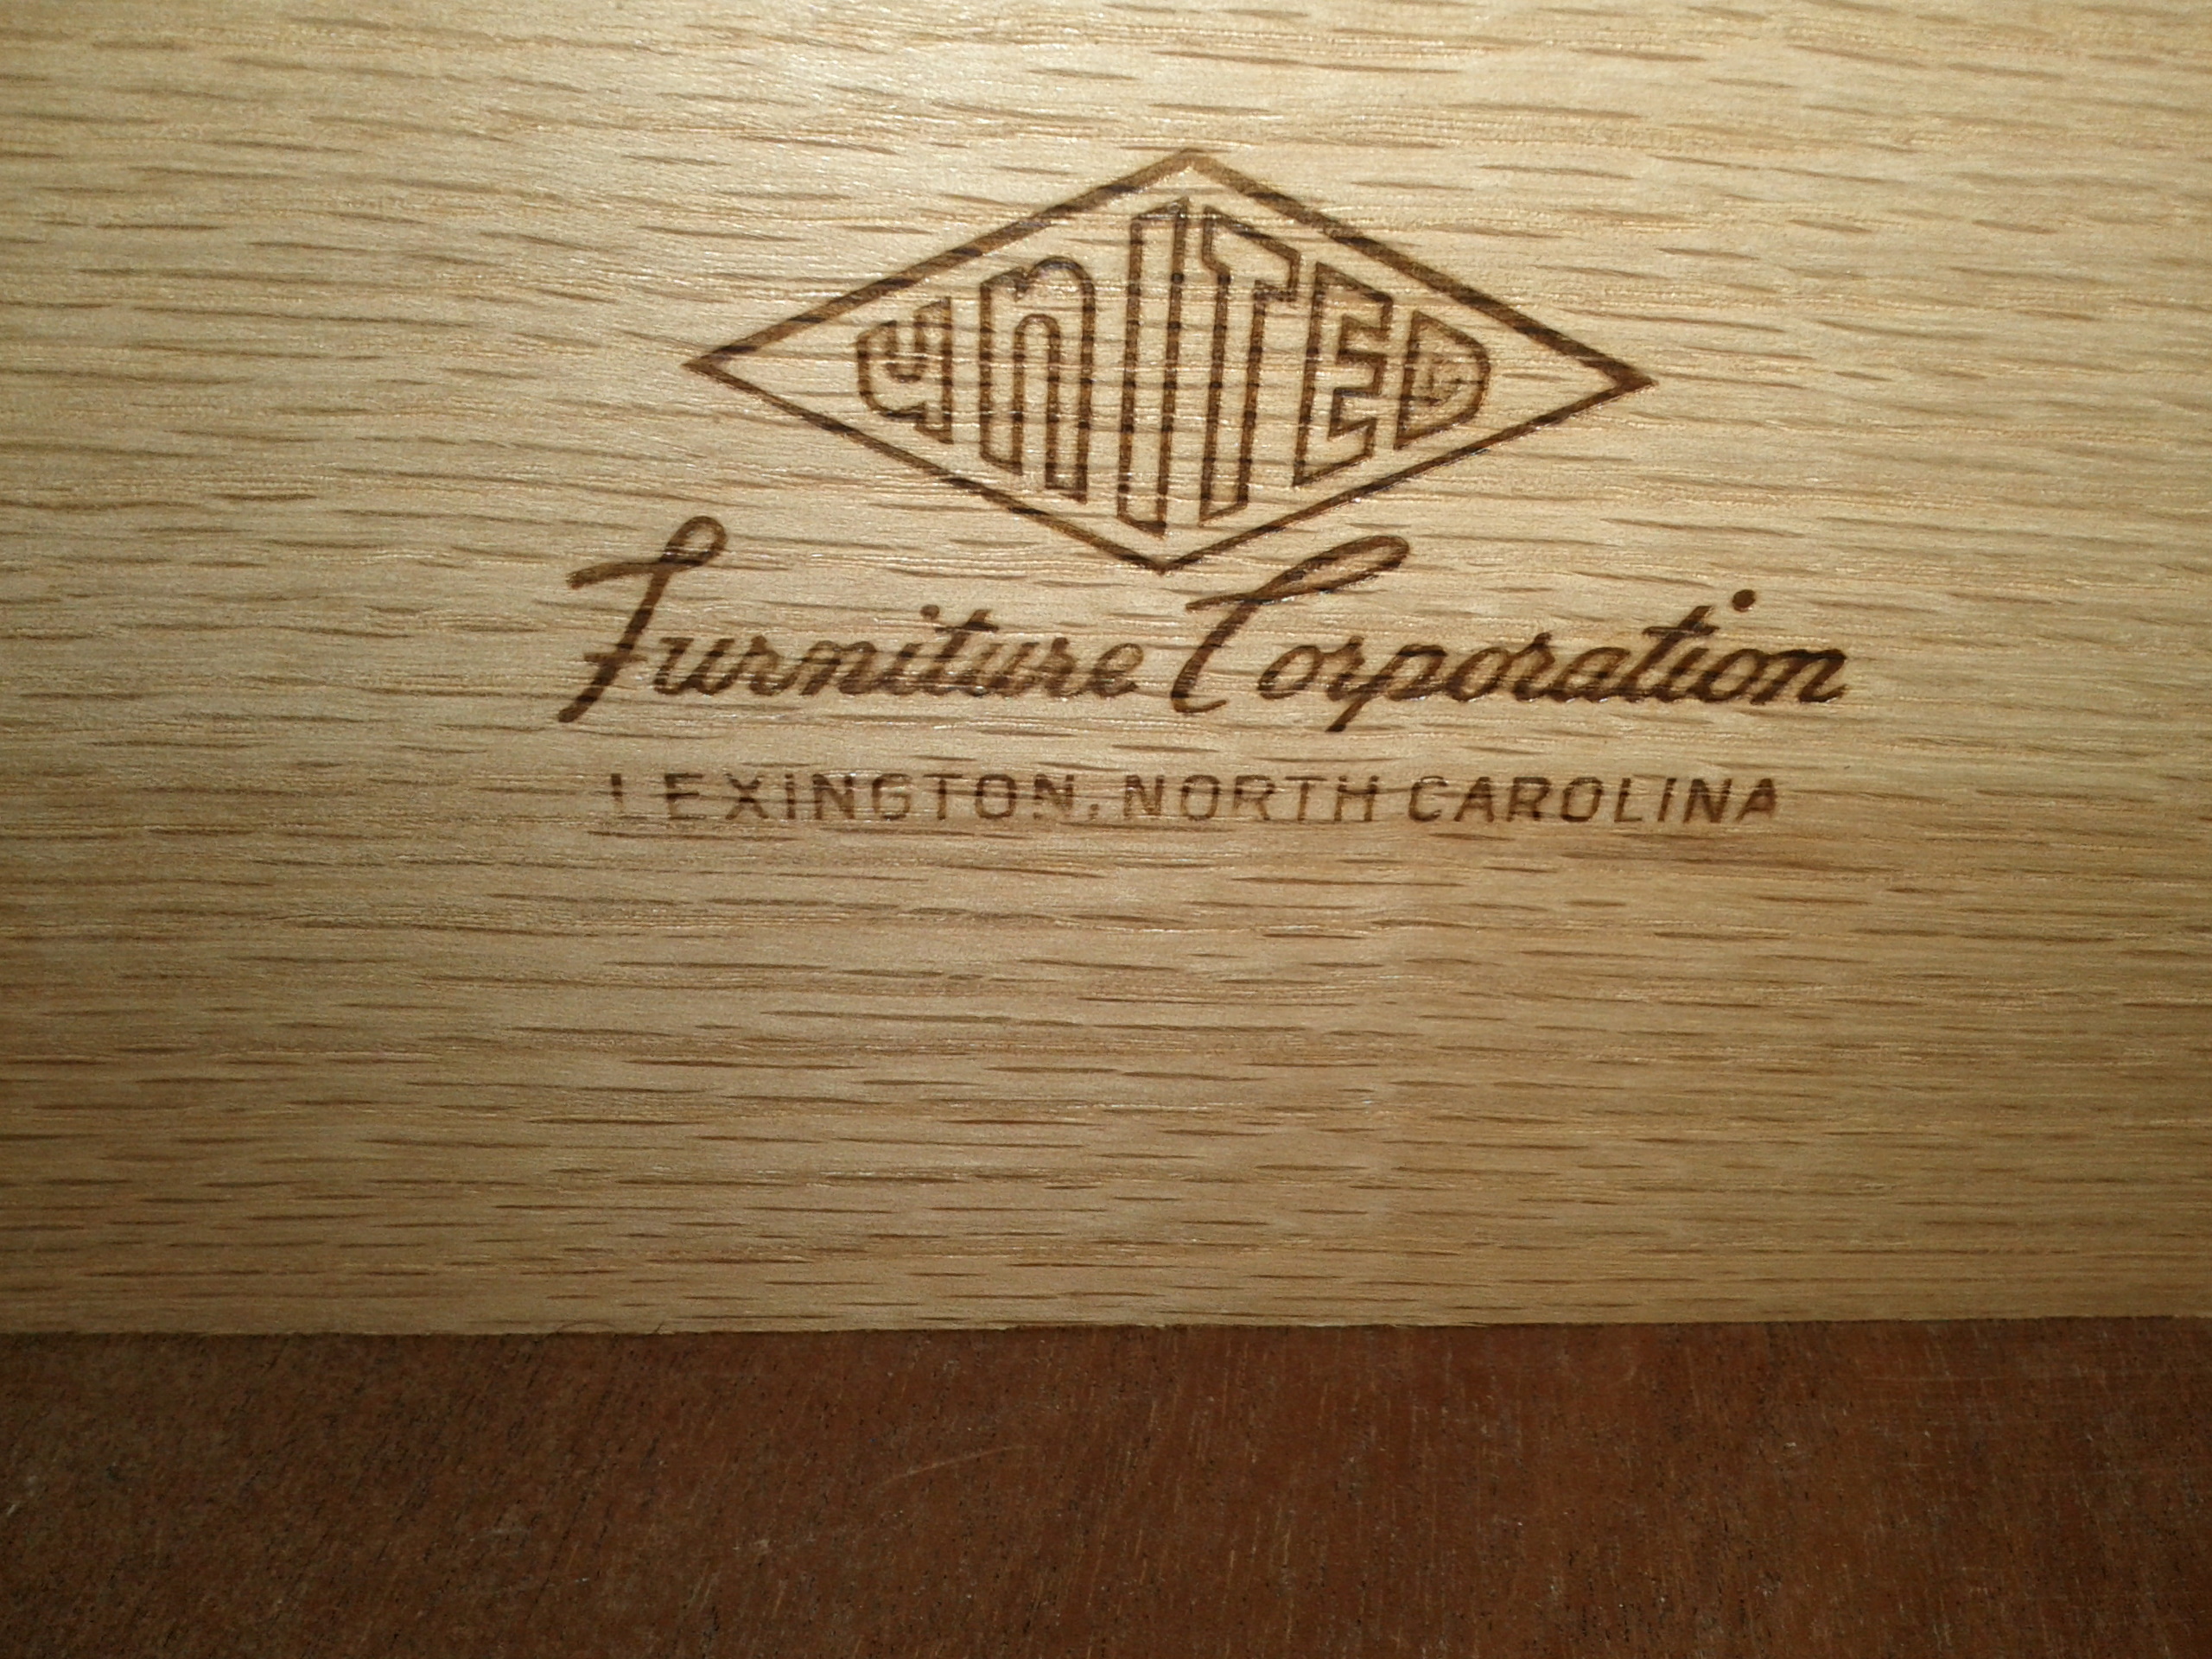 UNITED
Furniture Corporation
LEXINGTON, NORTH CAROLINA